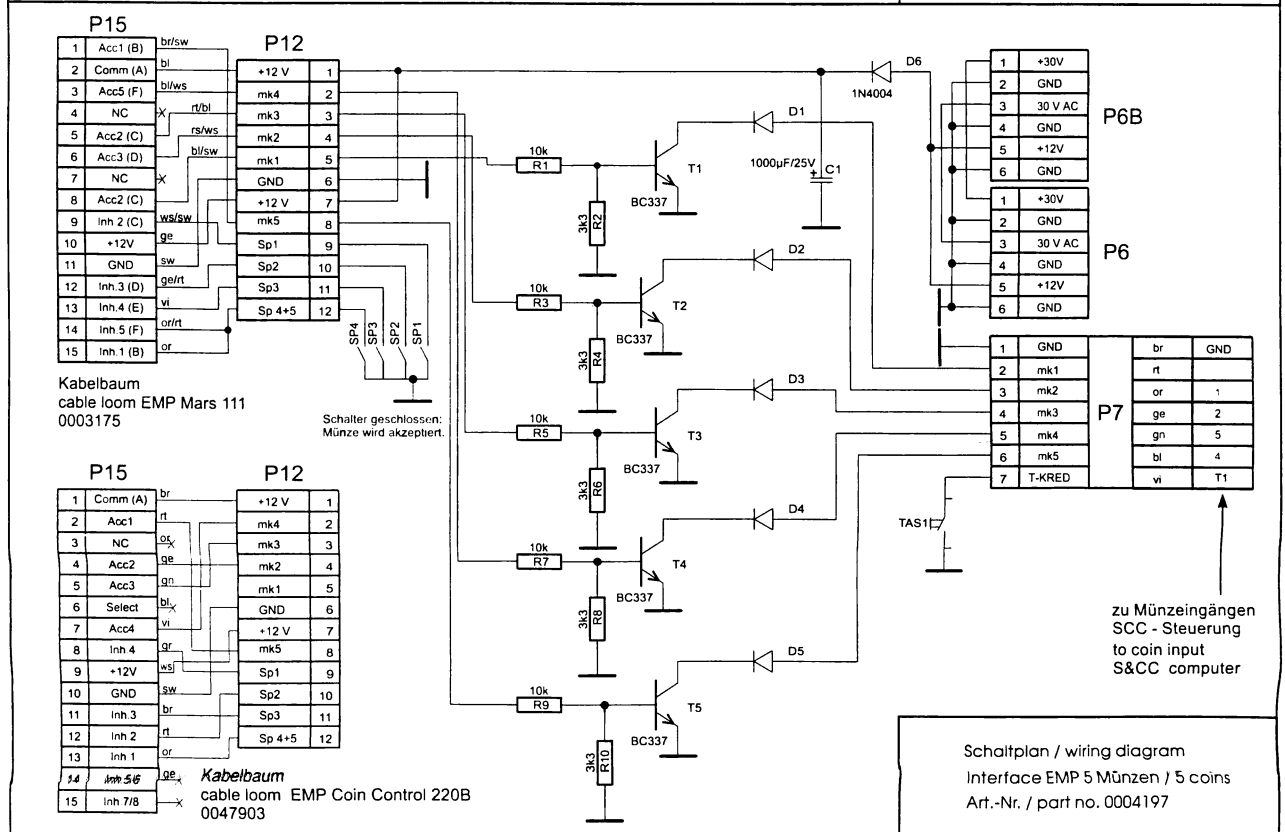 P15
1 Acc1 (B) br/sw
2 Comm (A) bl
3 Acc5 (F) bl/ws
4 NC
5 Acc2 (C) rt/bl
6 Acc3 (D) rs/ws
7 NC
8 Acc2 (C) bl/sw
9 Inh 2 (C) ws/sw
10 +12V ge
11 GND sw
12 Inh.3 (D) ge/rt
13 Inh.4 (E) vi
14 Inh.5 (F) or/rt
15 Inh.1 (B) or
P12
+12 V 1
mk4 2
mk3 3
mk2 4
mk1 5
GND 6
+12 V 7
mk5 8
Sp1 9
Sp2 10
Sp3 11
Sp 4+5 12
SP4 SP3 SP2 SP1
Kabelbaum
cable loom EMP Mars 111
0003175
Schalter geschlossen:
Münze wird akzeptiert.
P15
1 Comm (A) br
2 Acc1 rt
3 NC or
4 Acc2 ge
5 Acc3 gn
6 Select bl
7 Acc4 vi
8 Inh 4 gr
9 +12V ws
10 GND sw
11 Inh.3 br
12 Inh 2 rt
13 Inh 1 or
14 Inh 5/6 ge
15 Inh 7/8
P12
+12 V 1
mk4 2
mk3 3
mk2 4
mk1 5
GND 6
+12 V 7
mk5 8
Sp1 9
Sp2 10
Sp3 11
Sp 4+5 12
Kabelbaum
cable loom EMP Coin Control 220B
0047903
10k
R1
3k3
R2
T1
BC337
D1
10k
R3
3k3
R4
T2
BC337
D2
10k
R5
3k3
R6
T3
BC337
D3
10k
R7
3k3
R8
T4
BC337
D4
10k
R9
3k3
R10
T5
BC337
D5
1000µF/25V
+
C1
D6
1N4004
1 +30V
2 GND
3 30 V AC
4 GND
5 +12V
6 GND
P6B
1 +30V
2 GND
3 30 V AC
4 GND
5 +12V
6 GND
P6
1 GND br GND
2 mk1 rt
3 mk2 or 1
4 mk3 ge 2
5 mk4 gn 5
6 mk5 bl 4
7 T-KRED vi T1
P7
TAS1
zu Münzeingängen
SCC - Steuerung
to coin input
S&CC computer
Schaltplan / wiring diagram
Interface EMP 5 Münzen / 5 coins
Art.-Nr. / part no. 0004197